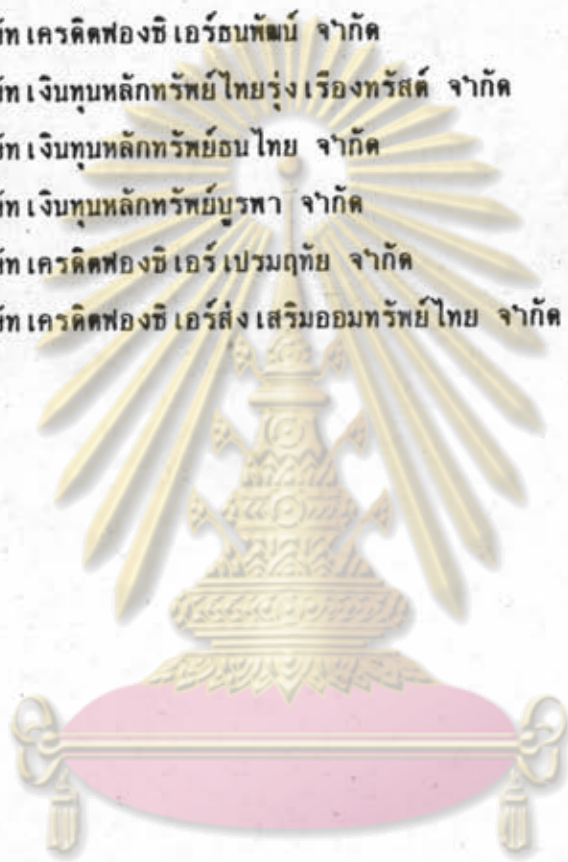 ษัท เครดิตฟองซิเอร์ธนพัฒน์ จำกัด
ษัท เงินทุนหลักทรัพย์ไทยรุ่งเรืองทรัสต์ จำกัด
ษัท เงินทุนหลักทรัพย์ธนไทย จำกัด
ษัท เงินทุนหลักทรัพย์บูรพา จำกัด
ษัท เครดิตฟองซิเอร์เปรมฤทัย จำกัด
ษัท เครดิตฟองซิเอร์ส่งเสริมออมทรัพย์ไทย จำกัด